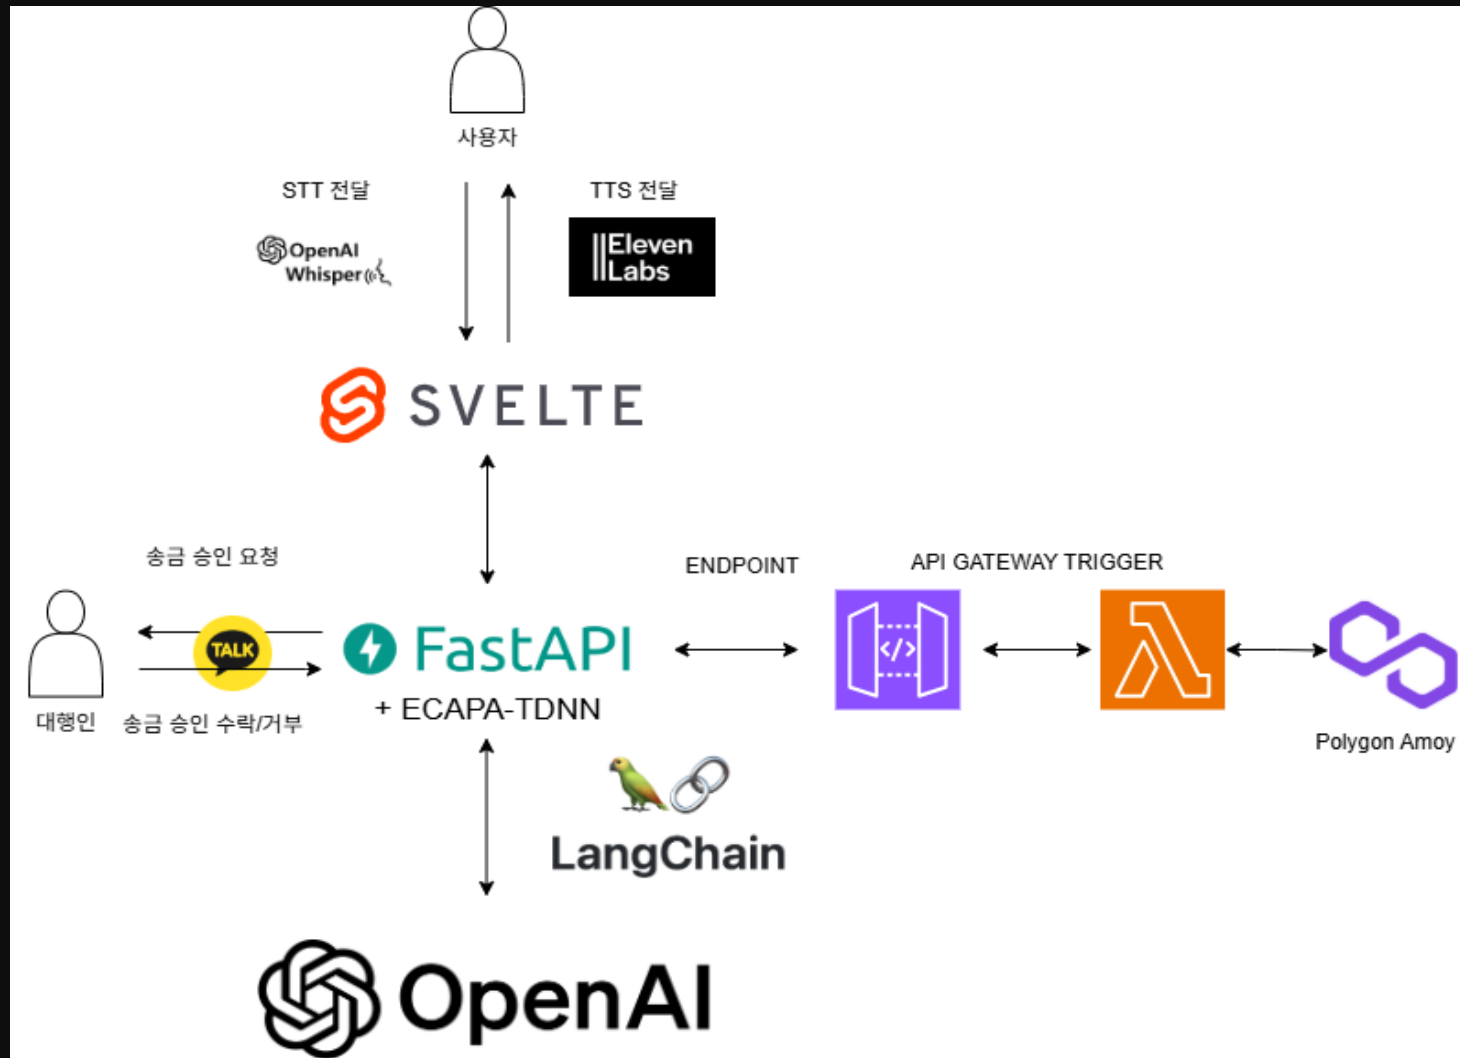 사용자
STT 전달
TTS 전달
OpenAI
Whisper
Eleven
Labs
SVELTE
송금 승인 요청
ENDPOINT
API GATEWAY TRIGGER
TALK
FastAPI
</>
+ ECAPA-TDNN
대행인
송금 승인 수락/거부
Polygon Amoy
LangChain
OpenAI